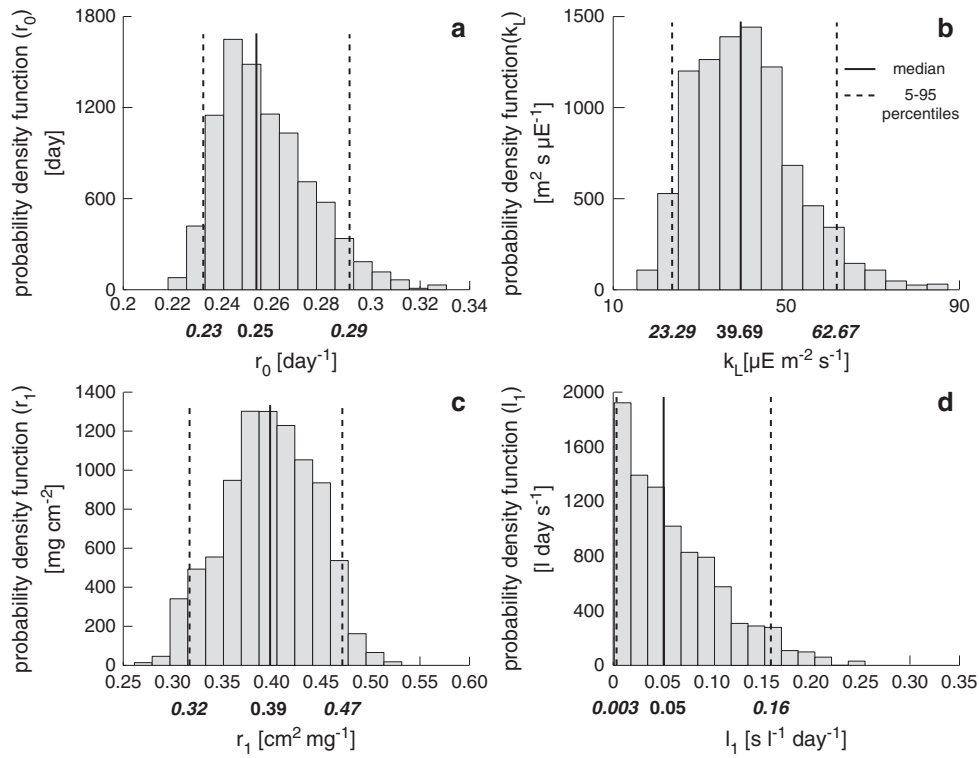 a
probability density function (r0)
[day]
1800
1200
600
0
0.2 0.22 0.24 0.26 0.28 0.3 0.32 0.34
0.23 0.25 0.29
r0 [day-1]
b
probability density function(kL)
[m2 s µE-1]
1500
1000
500
0
median
5-95
percentiles
10 50 90
23.29 39.69 62.67
kL[µE m-2 s-1]
c
probability density function (r1)
[mg cm-2]
1400
1200
1000
800
600
400
200
0
0.25 0.30 0.35 0.40 0.45 0.50 0.55 0.60
0.32 0.39 0.47
r1 [cm2 mg-1]
d
probability density function (l1)
[l day s-1]
2000
1600
1200
800
400
0
0 0.05 0.10 0.15 0.20 0.25 0.30 0.35
0.003 0.05 0.16
l1 [s l-1 day-1]